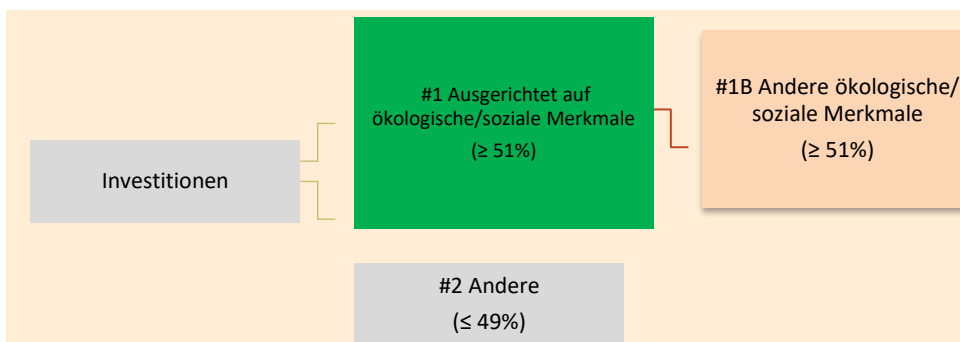 Investitionen
#1 Ausgerichtet auf
ökologische/soziale Merkmale
(≥ 51%)
#1B Andere ökologische/
soziale Merkmale
(≥ 51%)
#2 Andere
(≤ 49%)